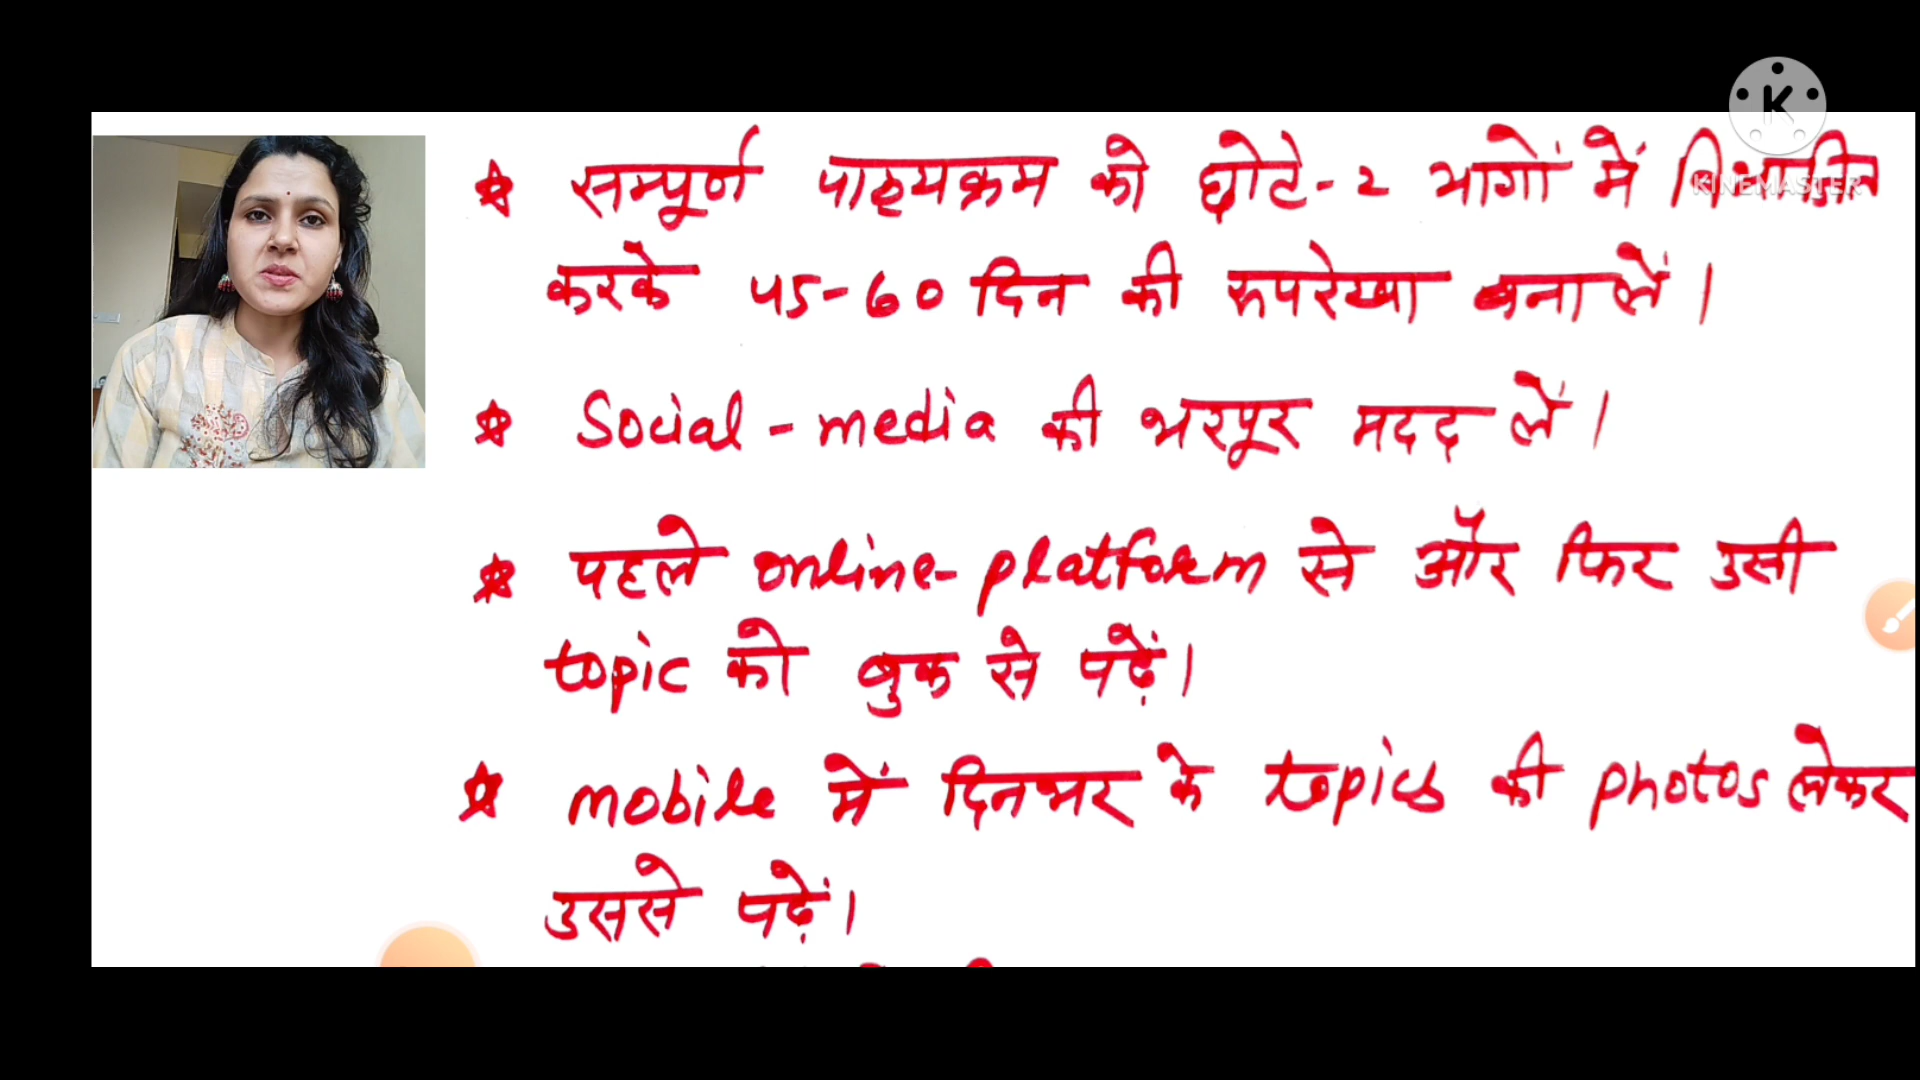 * सम्पूर्ण पाठ्यक्रम को छोटे-2 भागों में विभाजित
करके 45-60 दिन की रुपरेखा बना लें।
* Social-media की भरपूर मदद लें।
* पहले online-platform से और फिर उसी
topic को बुक से पढ़ें।
* mobile में दिनभर के topics की photos लेकर
उससे पढ़ें।
K
KINEMASTER